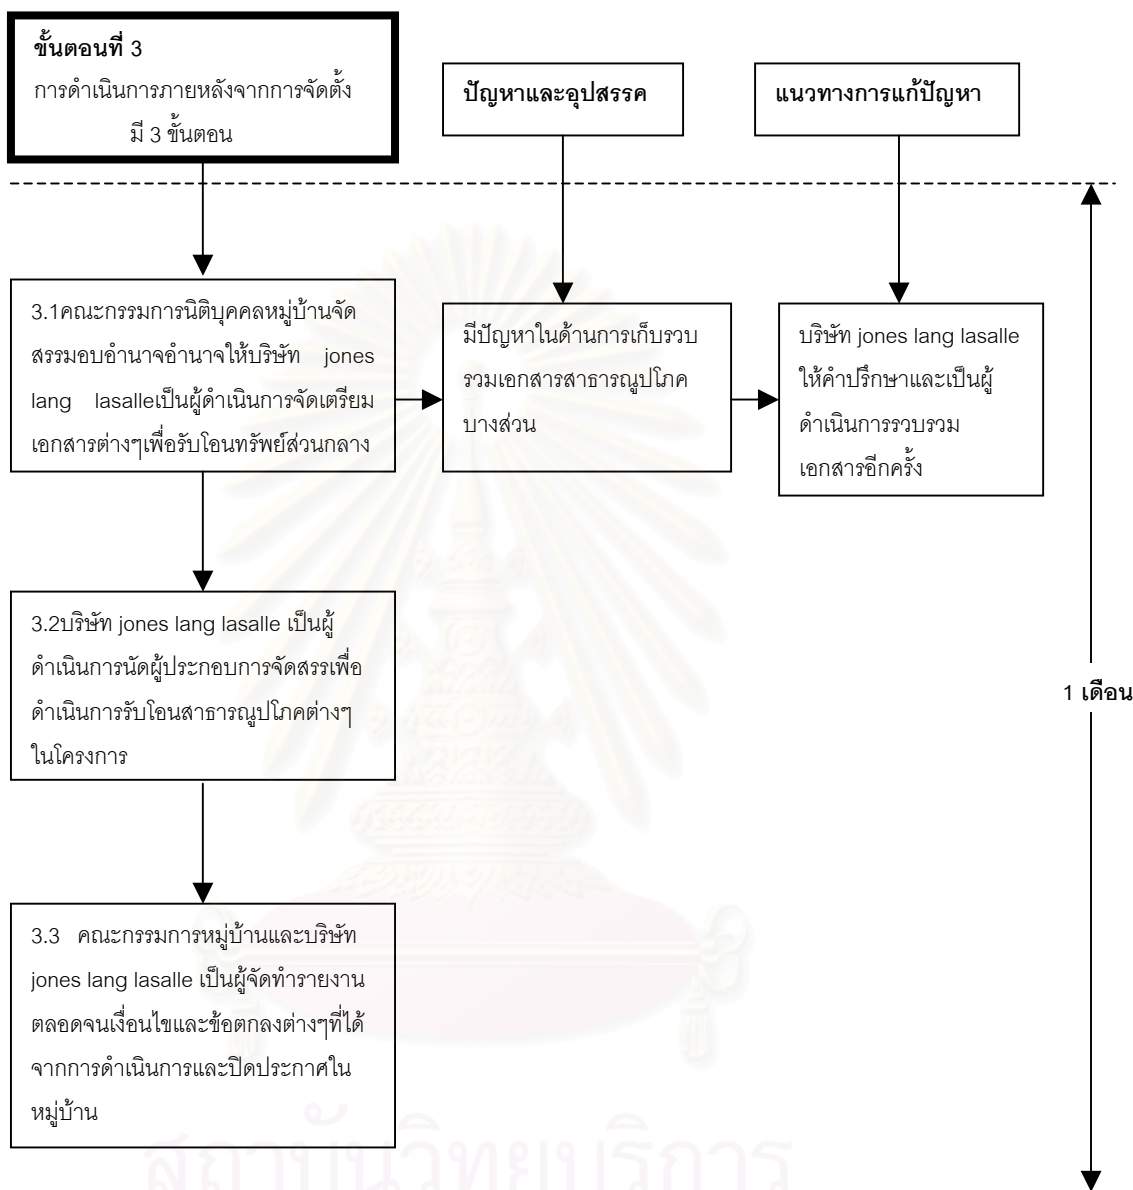 ขั้นตอนที่ 3
การดำเนินการภายหลังจากการจัดตั้ง
มี 3 ขั้นตอน
ปัญหาและอุปสรรค
แนวทางการแก้ปัญหา
3.1คณะกรรมการนิติบุคคลหมู่บ้านจัด
สรรมอบอำนาจอำนาจให้บริษัท jones
lang lasalleเป็นผู้ดำเนินการจัดเตรียม
เอกสารต่างๆเพื่อรับโอนทรัพย์ส่วนกลาง
มีปัญหาในด้านการเก็บรวบ
รวมเอกสารสาธารณูปโภค
บางส่วน
บริษัท jones lang lasalle
ให้คำปรึกษาและเป็นผู้
ดำเนินการรวบรวม
เอกสารอีกครั้ง
3.2บริษัท jones lang lasalle เป็นผู้
ดำเนินการนัดผู้ประกอบการจัดสรรเพื่อ
ดำเนินการรับโอนสาธารณูปโภคต่างๆ
ในโครงการ
1 เดือน
3.3 คณะกรรมการหมู่บ้านและบริษัท
jones lang lasalle เป็นผู้จัดทำรายงาน
ตลอดจนเงื่อนไขและข้อตกลงต่างๆที่ได้
จากการดำเนินการและปิดประกาศใน
หมู่บ้าน
สถาบันวิทยบริการ